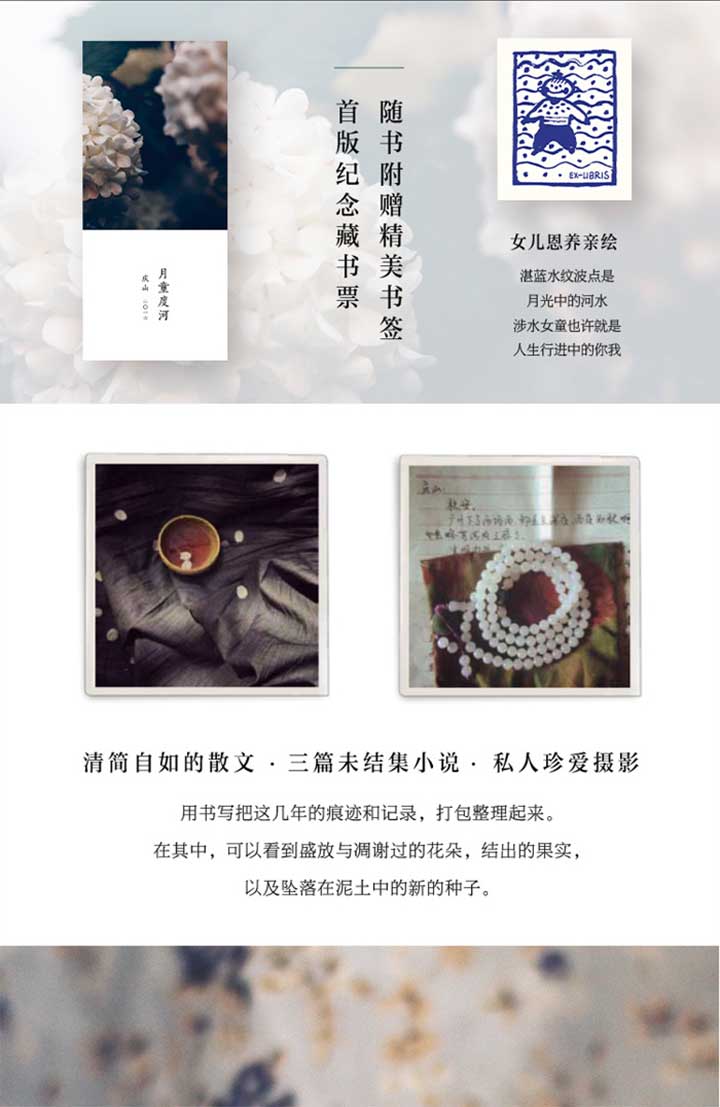 月童度河
庆山 二〇一六
随书附赠精美书签
首版纪念藏书票
EX-LIBRIS
女儿恩养亲绘
湛蓝水纹波点是
月光中的河水
涉水女童也许就是
人生行进中的你我
清简自如的散文 · 三篇未结集小说 · 私人珍爱摄影
用书写把这几年的痕迹和记录，打包整理起来。
在其中，可以看到盛放与凋谢过的花朵，结出的果实，
以及坠落在泥土中的新的种子。